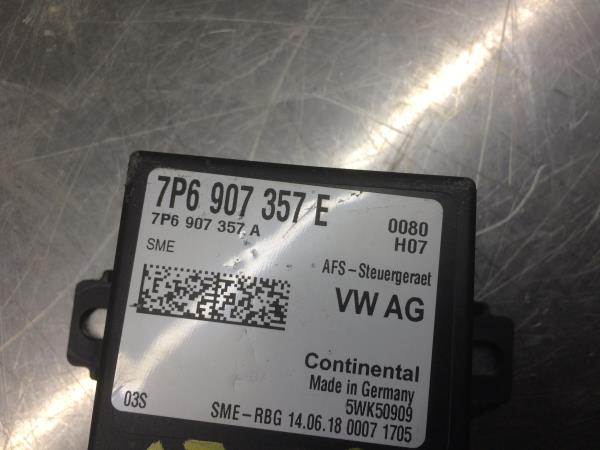 7P6 907 357 E
0080
7P6 907 357 A
H07
SME
AFS-Steuergeraet
VW AG
Continental
Made in Germany
5WK50909
03S
SME-RBG 14.06.18 0007 1705